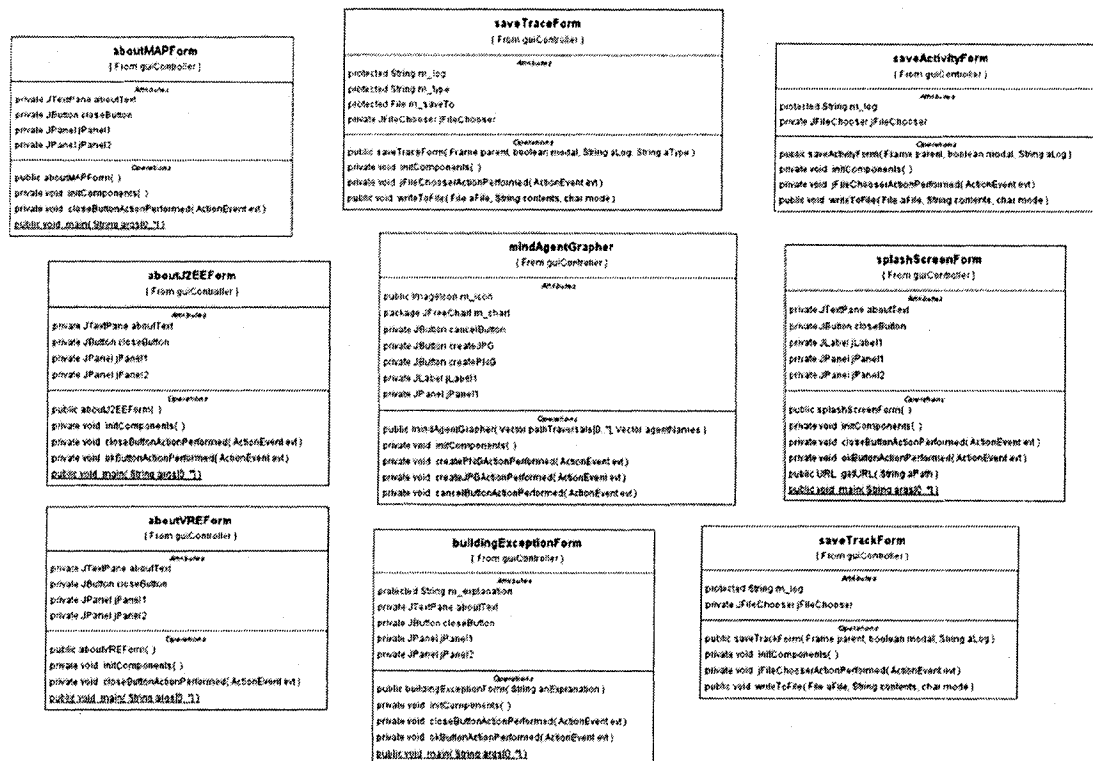 aboutMAPForm
{ From guiController }
Attributes
private JTextPane aboutText
private JButton closeButton
private JPanel jPanel1
private JPanel jPanel2
Operations
public aboutMAPForm( )
private void initComponents( )
private void closeButtonActionPerformed( ActionEvent evt )
public void main( String args[0..*] )
saveTraceForm
{ From guiController }
Attributes
protected String m_log
protected String m_type
protected File m_saveTo
private JFileChooser jFileChooser
Operations
public saveTraceForm( Frame parent, boolean modal, String aLog, String aType )
private void initComponents( )
private void jFileChooserActionPerformed( ActionEvent evt )
public void writeToFile( File aFile, String contents, char mode )
saveActivityForm
{ From guiController }
Attributes
protected String m_log
private JFileChooser jFileChooser
Operations
public saveActivityForm( Frame parent, boolean modal, String aLog )
private void initComponents( )
private void jFileChooserActionPerformed( ActionEvent evt )
public void writeToFile( File aFile, String contents, char mode )
aboutJ2EEForm
{ From guiController }
Attributes
private JTextPane aboutText
private JButton closeButton
private JPanel jPanel1
private JPanel jPanel2
Operations
public aboutJ2EEForm( )
private void initComponents( )
private void closeButtonActionPerformed( ActionEvent evt )
private void okButtonActionPerformed( ActionEvent evt )
public void main( String args[0..*] )
mindAgentGrapher
{ From guiController }
Attributes
public ImageIcon m_icon
package JFreeChart m_chart
private JButton cancelButton
private JButton createJPG
private JButton createPNG
private JLabel jLabel1
private JPanel jPanel1
Operations
public mindAgentGrapher( Vector pathTraversals[0..*], Vector agentNames )
private void initComponents( )
private void createPNGActionPerformed( ActionEvent evt )
private void createJPGActionPerformed( ActionEvent evt )
private void cancelButtonActionPerformed( ActionEvent evt )
splashScreenForm
{ From guiController }
Attributes
private JTextPane aboutText
private JButton closeButton
private JLabel jLabel1
private JPanel jPanel1
private JPanel jPanel2
Operations
public splashScreenForm( )
private void initComponents( )
private void closeButtonActionPerformed( ActionEvent evt )
private void okButtonActionPerformed( ActionEvent evt )
public URL getURL( String aPath )
public void main( String args[0..*] )
aboutVREForm
{ From guiController }
Attributes
private JTextPane aboutText
private JButton closeButton
private JPanel jPanel1
private JPanel jPanel2
Operations
public aboutVREForm( )
private void initComponents( )
private void closeButtonActionPerformed( ActionEvent evt )
public void main( String args[0..*] )
buildingExceptionForm
{ From guiController }
Attributes
protected String m_explanation
private JTextPane aboutText
private JButton closeButton
private JPanel jPanel1
private JPanel jPanel2
Operations
public buildingExceptionForm( String anExplanation )
private void initComponents( )
private void closeButtonActionPerformed( ActionEvent evt )
private void okButtonActionPerformed( ActionEvent evt )
public void main( String args[0..*] )
saveTrackForm
{ From guiController }
Attributes
protected String m_log
private JFileChooser jFileChooser
Operations
public saveTrackForm( Frame parent, boolean modal, String aLog )
private void initComponents( )
private void jFileChooserActionPerformed( ActionEvent evt )
public void writeToFile( File aFile, String contents, char mode )